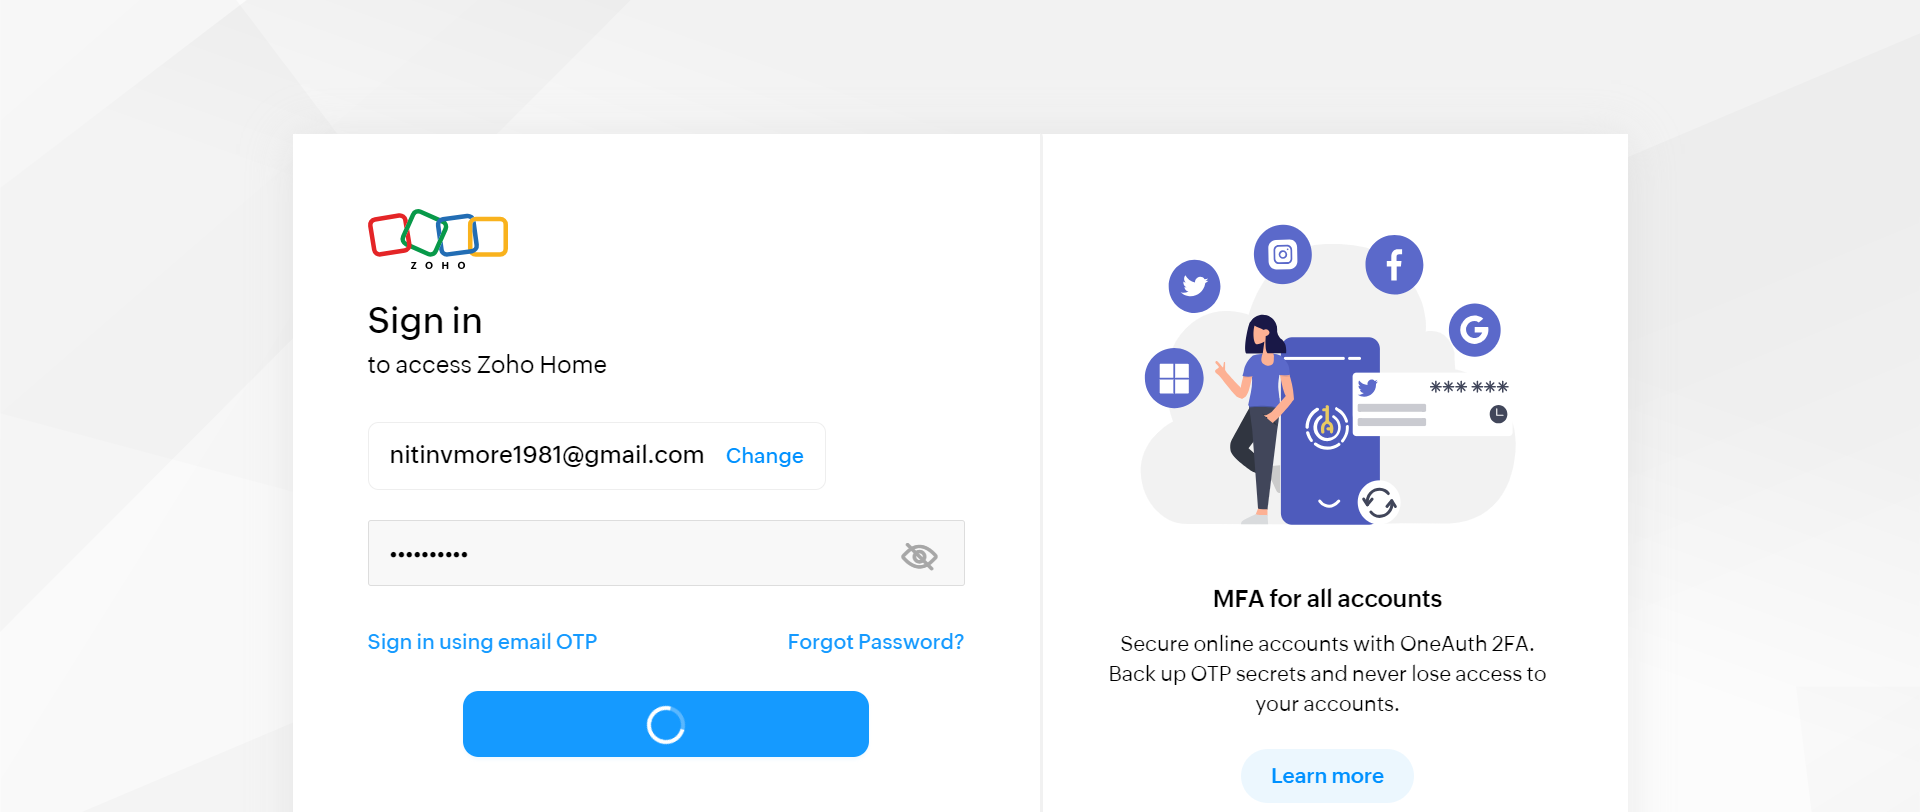 ZOHO
Sign in
to access Zoho Home
nitinvmore1981@gmail.com Change
••••••••••
Sign in using email OTP Forgot Password?
*** ***
MFA for all accounts
Secure online accounts with OneAuth 2FA.
Back up OTP secrets and never lose access to
your accounts.
Learn more